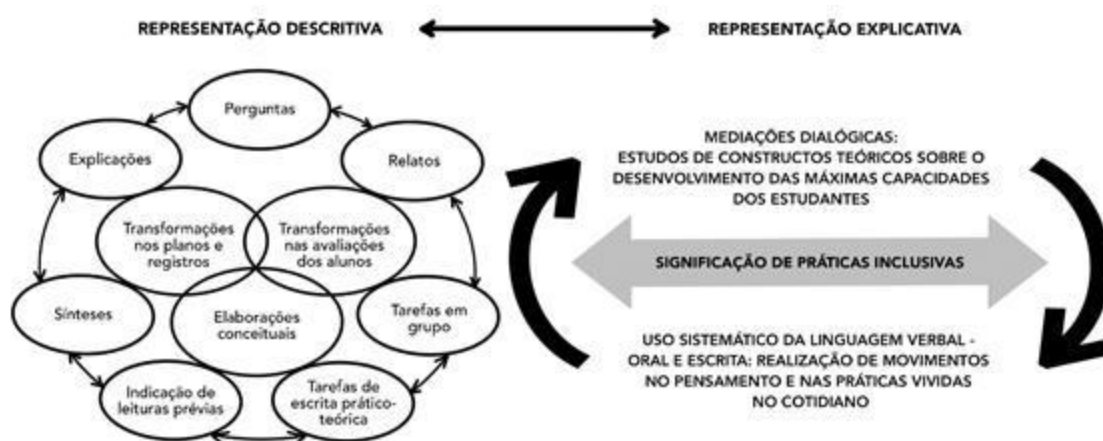 REPRESENTAÇÃO DESCRITIVA
REPRESENTAÇÃO EXPLICATIVA
Perguntas
Explicações
Relatos
Transformações
nos planos e
registros
Transformações
nas avaliações
dos alunos
Sínteses
Elaborações
conceituais
Tarefas em
grupo
Indicação de
leituras prévias
Tarefas de
escrita prático-
teórica
MEDIAÇÕES DIALÓGICAS:
ESTUDOS DE CONSTRUCTOS TEÓRICOS SOBRE O
DESENVOLVIMENTO DAS MÁXIMAS CAPACIDADES
DOS ESTUDANTES
SIGNIFICAÇÃO DE PRÁTICAS INCLUSIVAS
USO SISTEMÁTICO DA LINGUAGEM VERBAL -
ORAL E ESCRITA: REALIZAÇÃO DE MOVIMENTOS
NO PENSAMENTO E NAS PRÁTICAS VIVIDAS
NO COTIDIANO